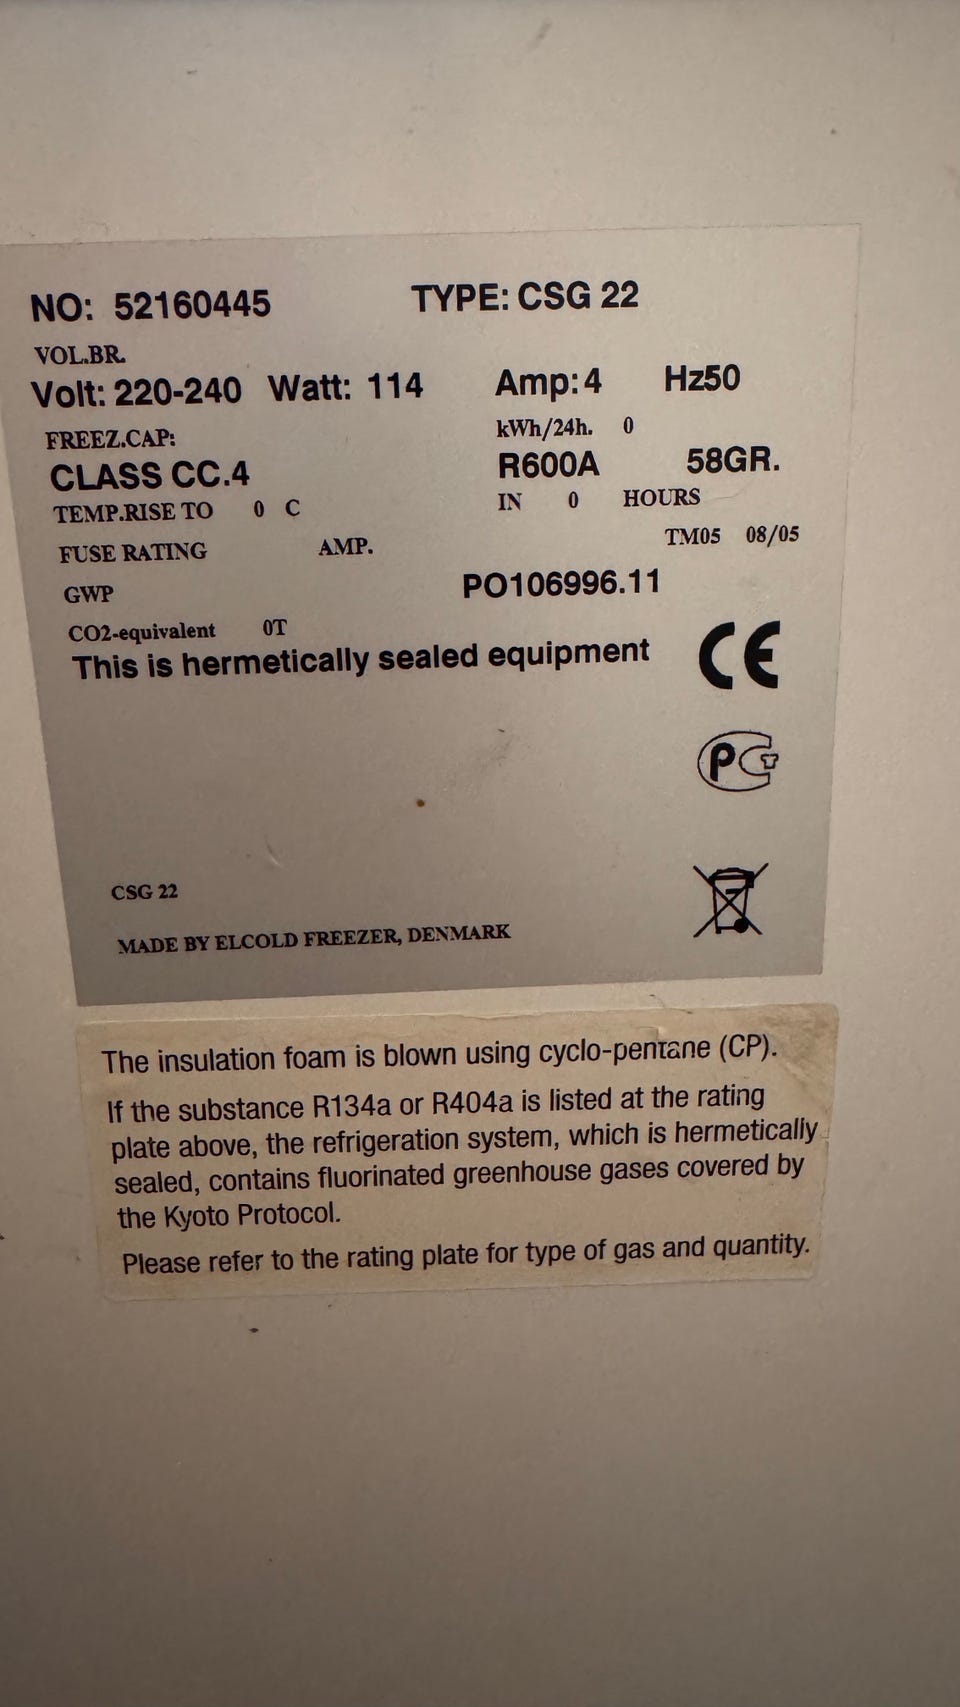 NO: 52160445 TYPE: CSG 22
VOL.BR.
Volt: 220-240 Watt: 114 Amp: 4 Hz50
FREEZ.CAP: kWh/24h. 0
CLASS CC.4 R600A 58GR.
TEMP.RISE TO 0 C IN 0 HOURS
FUSE RATING AMP. TM05 08/05
GWP PO106996.11
CO2-equivalent 0T
This is hermetically sealed equipment CE
PCT
CSG 22
MADE BY ELCOLD FREEZER, DENMARK
The insulation foam is blown using cyclo-pentane (CP).
If the substance R134a or R404a is listed at the rating
plate above, the refrigeration system, which is hermetically
sealed, contains fluorinated greenhouse gases covered by
the Kyoto Protocol.
Please refer to the rating plate for type of gas and quantity.